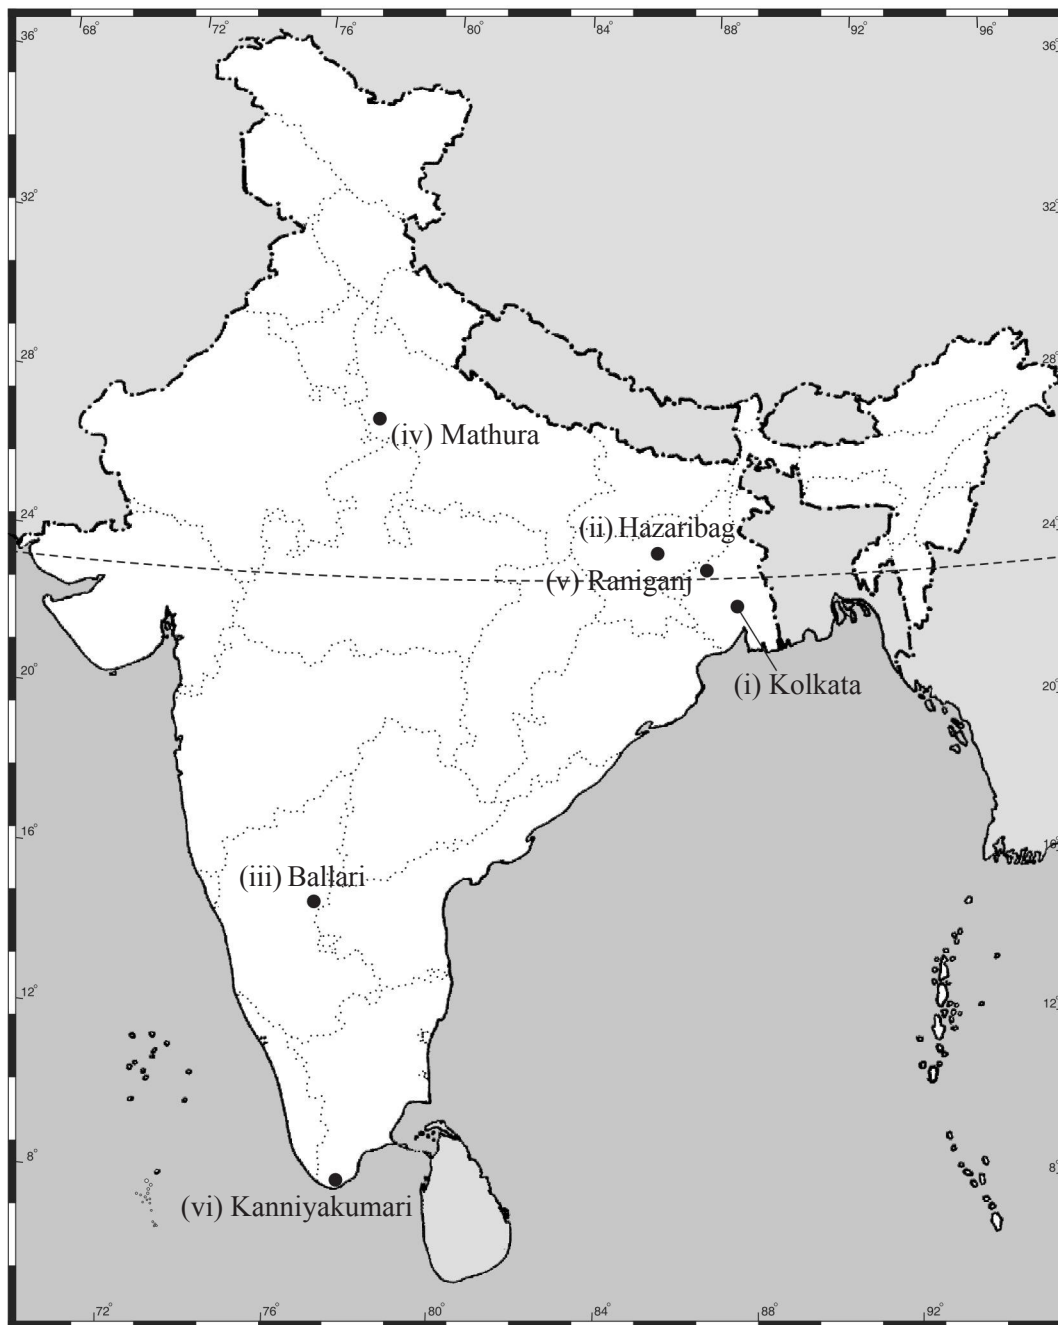 68° 72° 76° 80° 84° 88° 92° 96°
36° 36°
32° 32°
28° 28°
(iv) Mathura
24° 24°
(ii) Hazaribag
(v) Raniganj
20° 20°
(i) Kolkata
16°
(iii) Ballari
12° 12°
8° 8°
(vi) Kanniyakumari
72° 76° 80° 84° 88° 92°